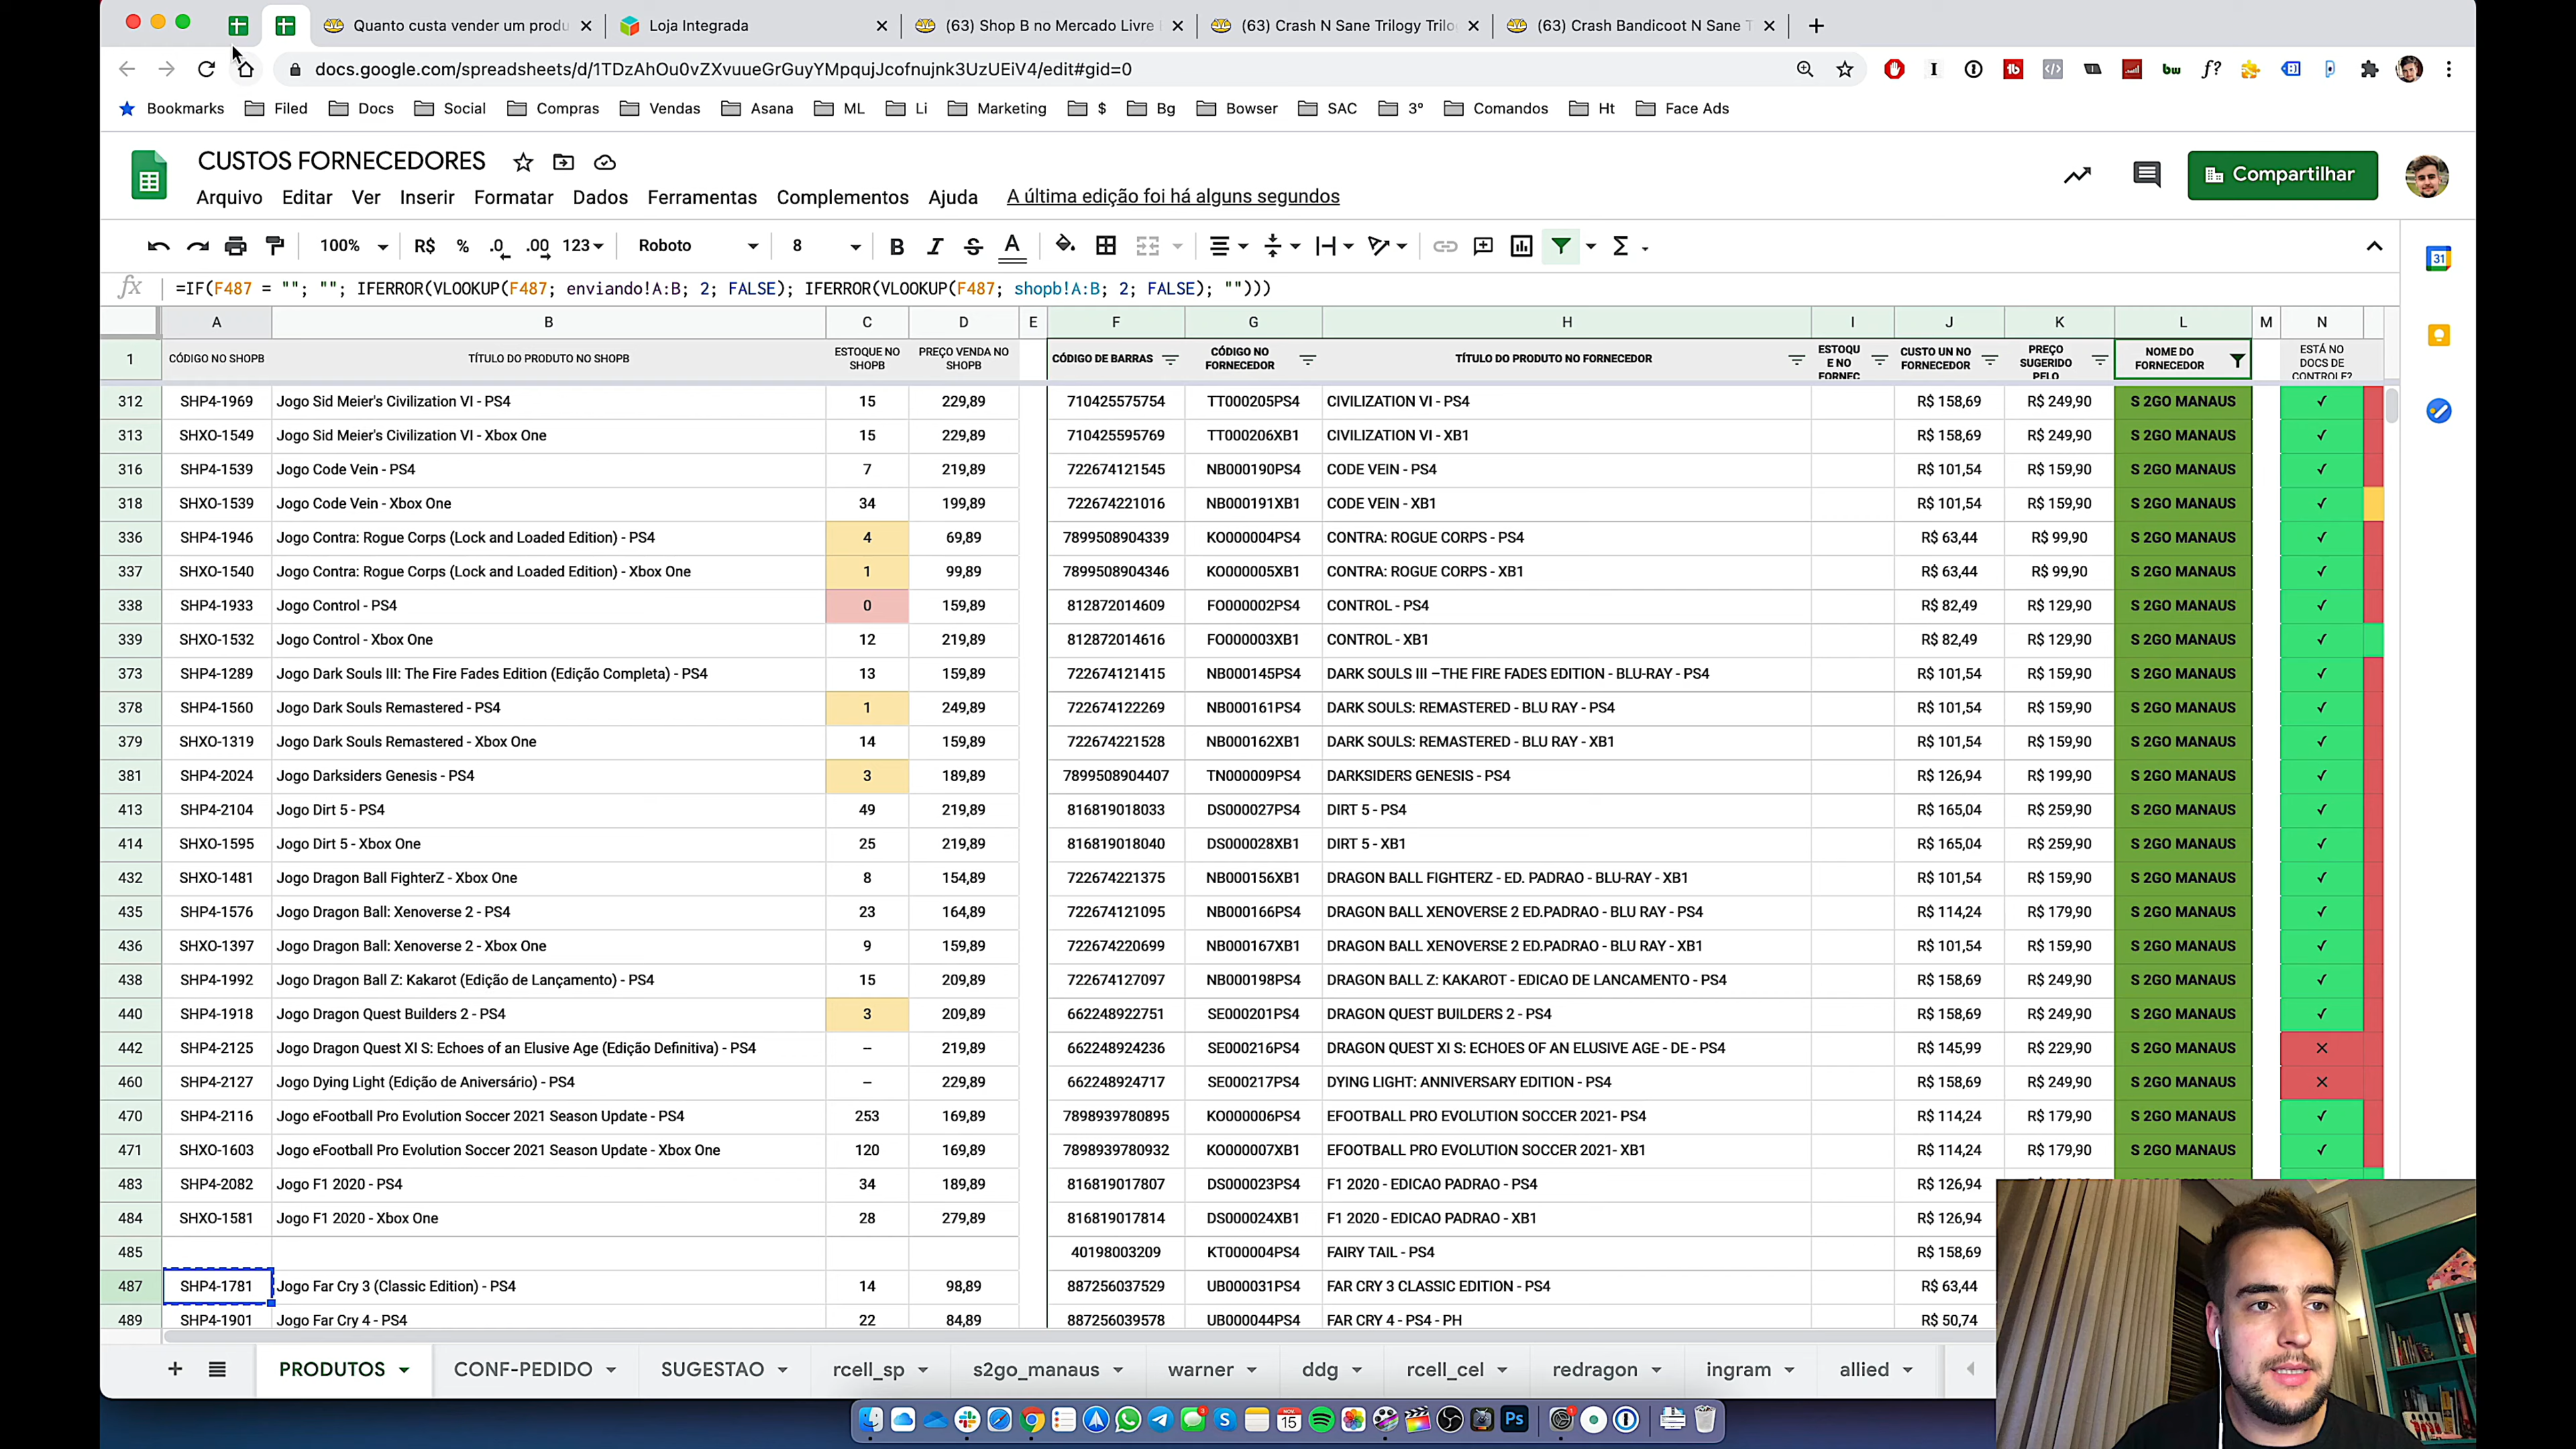 Quanto custa vender um produ
Loja Integrada
(63) Shop B no Mercado Livre
(63) Crash N Sane Trilogy Trilo
(63) Crash Bandicoot N Sane T
docs.google.com/spreadsheets/d/1TDzAhOu0vZXvuueGrGuyYMpqujJcofnujnk3UzUEiV4/edit#gid=0
Bookmarks Filed Docs Social Compras Vendas Asana ML Li Marketing $ Bg Bowser SAC 3º Comandos Ht Face Ads
CUSTOS FORNECEDORES
Compartilhar
Arquivo Editar Ver Inserir Formatar Dados Ferramentas Complementos Ajuda A última edição foi há alguns segundos
100% R$ % .0 .00 123 Roboto 8
=IF(F487 = ""; ""; IFERROR(VLOOKUP(F487; enviando!A:B; 2; FALSE); IFERROR(VLOOKUP(F487; shopb!A:B; 2; FALSE); "")))
A B C D E F G H I J K L M N
1 CÓDIGO NO SHOPB TÍTULO DO PRODUTO NO SHOPB ESTOQUE NO SHOPB PREÇO VENDA NO SHOPB CÓDIGO DE BARRAS CÓDIGO NO FORNECEDOR TÍTULO DO PRODUTO NO FORNECEDOR ESTOQU E NO FORNEC CUSTO UN NO FORNECEDOR PREÇO SUGERIDO PELO NOME DO FORNECEDOR ESTÁ NO DOCS DE CONTROLE?
312 SHP4-1969 Jogo Sid Meier's Civilization VI - PS4 15 229,89 710425575754 TT000205PS4 CIVILIZATION VI - PS4 R$ 158,69 R$ 249,90 S 2GO MANAUS ✓
313 SHXO-1549 Jogo Sid Meier's Civilization VI - Xbox One 15 229,89 710425595769 TT000206XB1 CIVILIZATION VI - XB1 R$ 158,69 R$ 249,90 S 2GO MANAUS ✓
316 SHP4-1539 Jogo Code Vein - PS4 7 219,89 722674121545 NB000190PS4 CODE VEIN - PS4 R$ 101,54 R$ 159,90 S 2GO MANAUS ✓
318 SHXO-1539 Jogo Code Vein - Xbox One 34 199,89 722674221016 NB000191XB1 CODE VEIN - XB1 R$ 101,54 R$ 159,90 S 2GO MANAUS ✓
336 SHP4-1946 Jogo Contra: Rogue Corps (Lock and Loaded Edition) - PS4 4 69,89 7899508904339 KO000004PS4 CONTRA: ROGUE CORPS - PS4 R$ 63,44 R$ 99,90 S 2GO MANAUS ✓
337 SHXO-1540 Jogo Contra: Rogue Corps (Lock and Loaded Edition) - Xbox One 1 99,89 7899508904346 KO000005XB1 CONTRA: ROGUE CORPS - XB1 R$ 63,44 R$ 99,90 S 2GO MANAUS ✓
338 SHP4-1933 Jogo Control - PS4 0 159,89 812872014609 FO000002PS4 CONTROL - PS4 R$ 82,49 R$ 129,90 S 2GO MANAUS ✓
339 SHXO-1532 Jogo Control - Xbox One 12 219,89 812872014616 FO000003XB1 CONTROL - XB1 R$ 82,49 R$ 129,90 S 2GO MANAUS ✓
373 SHP4-1289 Jogo Dark Souls III: The Fire Fades Edition (Edição Completa) - PS4 13 159,89 722674121415 NB000145PS4 DARK SOULS III –THE FIRE FADES EDITION - BLU-RAY - PS4 R$ 101,54 R$ 159,90 S 2GO MANAUS ✓
378 SHP4-1560 Jogo Dark Souls Remastered - PS4 1 249,89 722674122269 NB000161PS4 DARK SOULS: REMASTERED - BLU RAY - PS4 R$ 101,54 R$ 159,90 S 2GO MANAUS ✓
379 SHXO-1319 Jogo Dark Souls Remastered - Xbox One 14 159,89 722674221528 NB000162XB1 DARK SOULS: REMASTERED - BLU RAY - XB1 R$ 101,54 R$ 159,90 S 2GO MANAUS ✓
381 SHP4-2024 Jogo Darksiders Genesis - PS4 3 189,89 7899508904407 TN000009PS4 DARKSIDERS GENESIS - PS4 R$ 126,94 R$ 199,90 S 2GO MANAUS ✓
413 SHP4-2104 Jogo Dirt 5 - PS4 49 219,89 816819018033 DS000027PS4 DIRT 5 - PS4 R$ 165,04 R$ 259,90 S 2GO MANAUS ✓
414 SHXO-1595 Jogo Dirt 5 - Xbox One 25 219,89 816819018040 DS000028XB1 DIRT 5 - XB1 R$ 165,04 R$ 259,90 S 2GO MANAUS ✓
432 SHXO-1481 Jogo Dragon Ball FighterZ - Xbox One 8 154,89 722674221375 NB000156XB1 DRAGON BALL FIGHTERZ - ED. PADRAO - BLU-RAY - XB1 R$ 101,54 R$ 159,90 S 2GO MANAUS ✓
435 SHP4-1576 Jogo Dragon Ball: Xenoverse 2 - PS4 23 164,89 722674121095 NB000166PS4 DRAGON BALL XENOVERSE 2 ED.PADRAO - BLU RAY - PS4 R$ 114,24 R$ 179,90 S 2GO MANAUS ✓
436 SHXO-1397 Jogo Dragon Ball: Xenoverse 2 - Xbox One 9 159,89 722674220699 NB000167XB1 DRAGON BALL XENOVERSE 2 ED.PADRAO - BLU RAY - XB1 R$ 101,54 R$ 159,90 S 2GO MANAUS ✓
438 SHP4-1992 Jogo Dragon Ball Z: Kakarot (Edição de Lançamento) - PS4 15 209,89 722674127097 NB000198PS4 DRAGON BALL Z: KAKAROT - EDICAO DE LANCAMENTO - PS4 R$ 158,69 R$ 249,90 S 2GO MANAUS ✓
440 SHP4-1918 Jogo Dragon Quest Builders 2 - PS4 3 209,89 662248922751 SE000201PS4 DRAGON QUEST BUILDERS 2 - PS4 R$ 158,69 R$ 249,90 S 2GO MANAUS ✓
442 SHP4-2125 Jogo Dragon Quest XI S: Echoes of an Elusive Age (Edição Definitiva) - PS4 – 219,89 662248924236 SE000216PS4 DRAGON QUEST XI S: ECHOES OF AN ELUSIVE AGE - DE - PS4 R$ 145,99 R$ 229,90 S 2GO MANAUS ✕
460 SHP4-2127 Jogo Dying Light (Edição de Aniversário) - PS4 – 229,89 662248924717 SE000217PS4 DYING LIGHT: ANNIVERSARY EDITION - PS4 R$ 158,69 R$ 249,90 S 2GO MANAUS ✕
470 SHP4-2116 Jogo eFootball Pro Evolution Soccer 2021 Season Update - PS4 253 169,89 7898939780895 KO000006PS4 EFOOTBALL PRO EVOLUTION SOCCER 2021- PS4 R$ 114,24 R$ 179,90 S 2GO MANAUS ✓
471 SHXO-1603 Jogo eFootball Pro Evolution Soccer 2021 Season Update - Xbox One 120 169,89 7898939780932 KO000007XB1 EFOOTBALL PRO EVOLUTION SOCCER 2021- XB1 R$ 114,24 R$ 179,90 S 2GO MANAUS ✓
483 SHP4-2082 Jogo F1 2020 - PS4 34 189,89 816819017807 DS000023PS4 F1 2020 - EDICAO PADRAO - PS4 R$ 126,94
484 SHXO-1581 Jogo F1 2020 - Xbox One 28 279,89 816819017814 DS000024XB1 F1 2020 - EDICAO PADRAO - XB1 R$ 126,94
485 40198003209 KT000004PS4 FAIRY TAIL - PS4 R$ 158,69
487 SHP4-1781 Jogo Far Cry 3 (Classic Edition) - PS4 14 98,89 887256037529 UB000031PS4 FAR CRY 3 CLASSIC EDITION - PS4 R$ 63,44
489 SHP4-1901 Jogo Far Cry 4 - PS4 22 84,89 887256039578 UB000044PS4 FAR CRY 4 - PS4 - PH R$ 50,74
PRODUTOS CONF-PEDIDO SUGESTAO rcell_sp s2go_manaus warner ddg rcell_cel redragon ingram allied